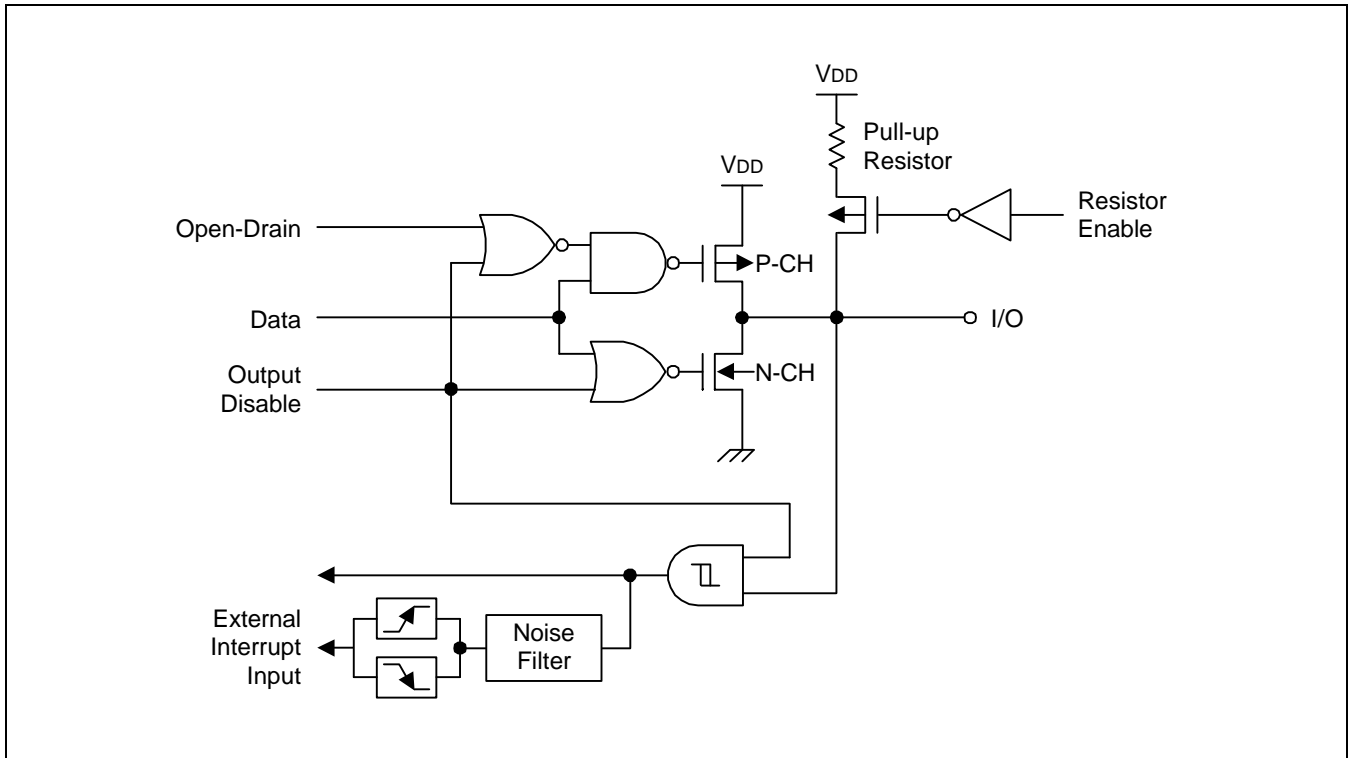 VDD
Pull-up
Resistor
VDD
Resistor
Enable
Open-Drain
P-CH
Data
I/O
Output
Disable
N-CH
External
Interrupt
Input
Noise
Filter